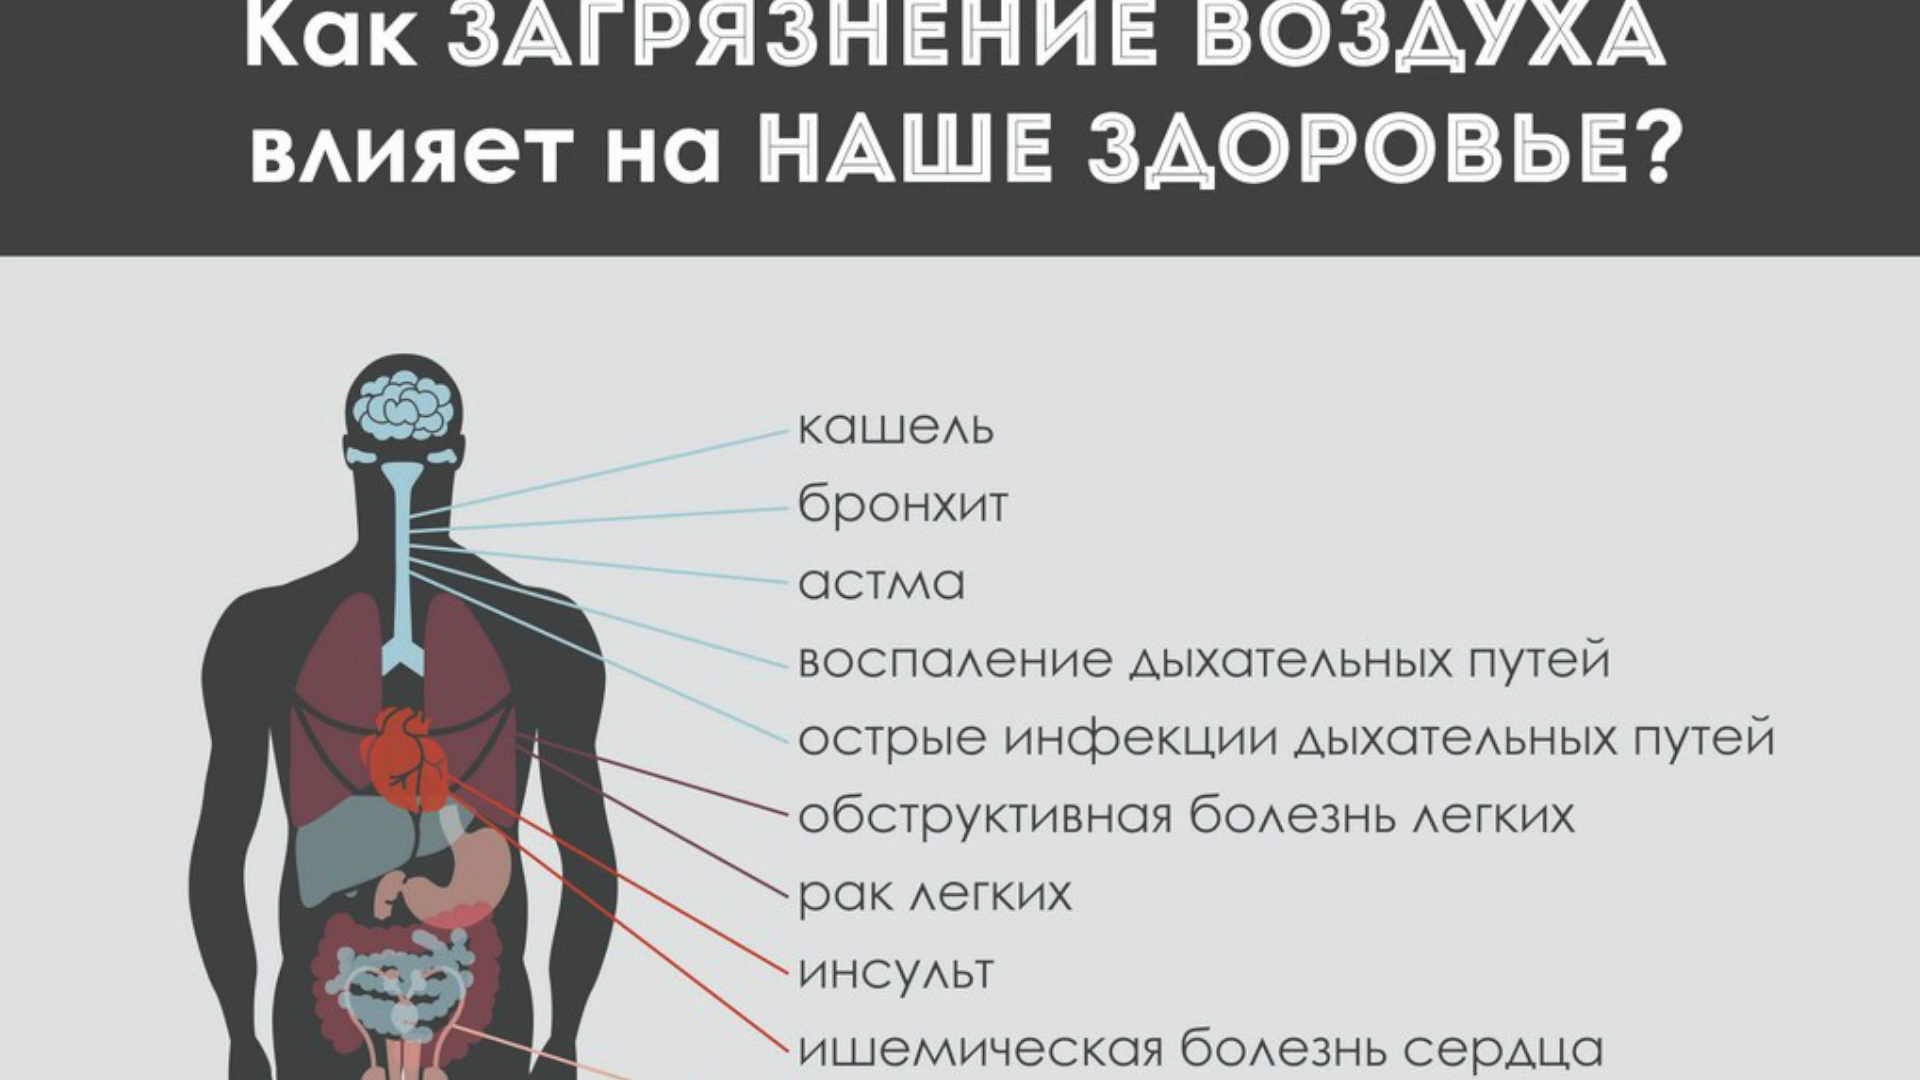 Как ЗАГРЯЗНЕНИЕ ВОЗДУХА
влияет на НАШЕ ЗДОРОВЬЕ?
кашель
бронхит
астма
воспаление дыхательных путей
острые инфекции дыхательных путей
обструктивная болезнь легких
рак легких
инсульт
ишемическая болезнь сердца